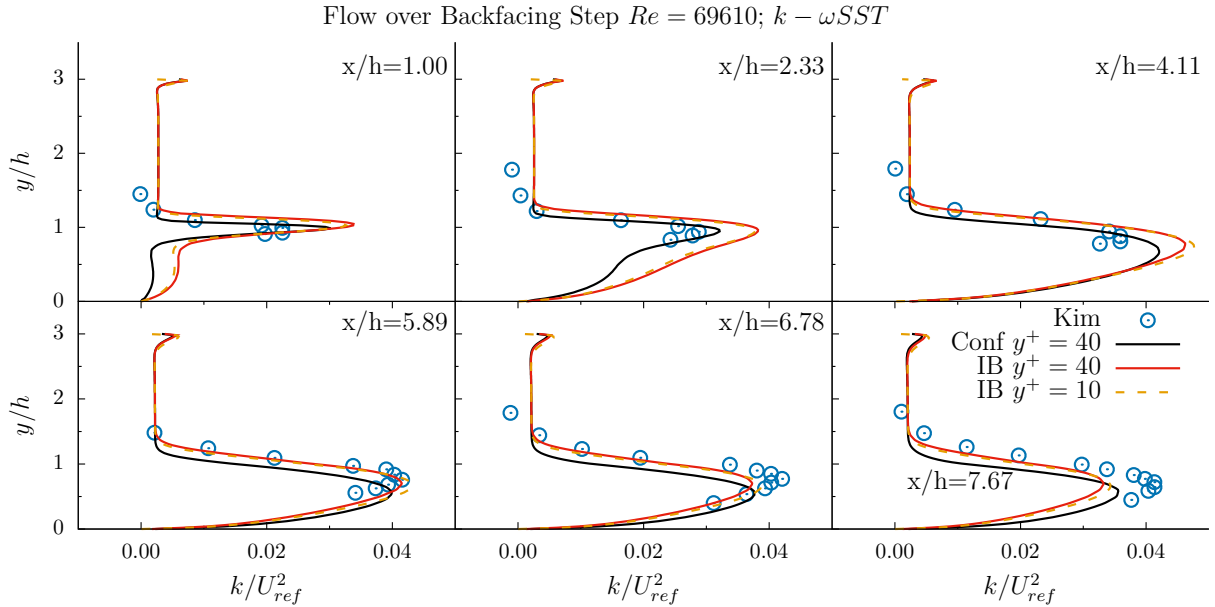 Flow over Backfacing Step Re = 69610; k − ωSST
x/h=1.00
x/h=2.33
x/h=4.11
3
2
1
0
y/h
x/h=5.89
x/h=6.78
Kim
Conf y⁺ = 40
IB y⁺ = 40
IB y⁺ = 10
x/h=7.67
3
2
1
0
y/h
0.00 0.02 0.04 0.00 0.02 0.04 0.00 0.02 0.04
k/U²ref k/U²ref k/U²ref